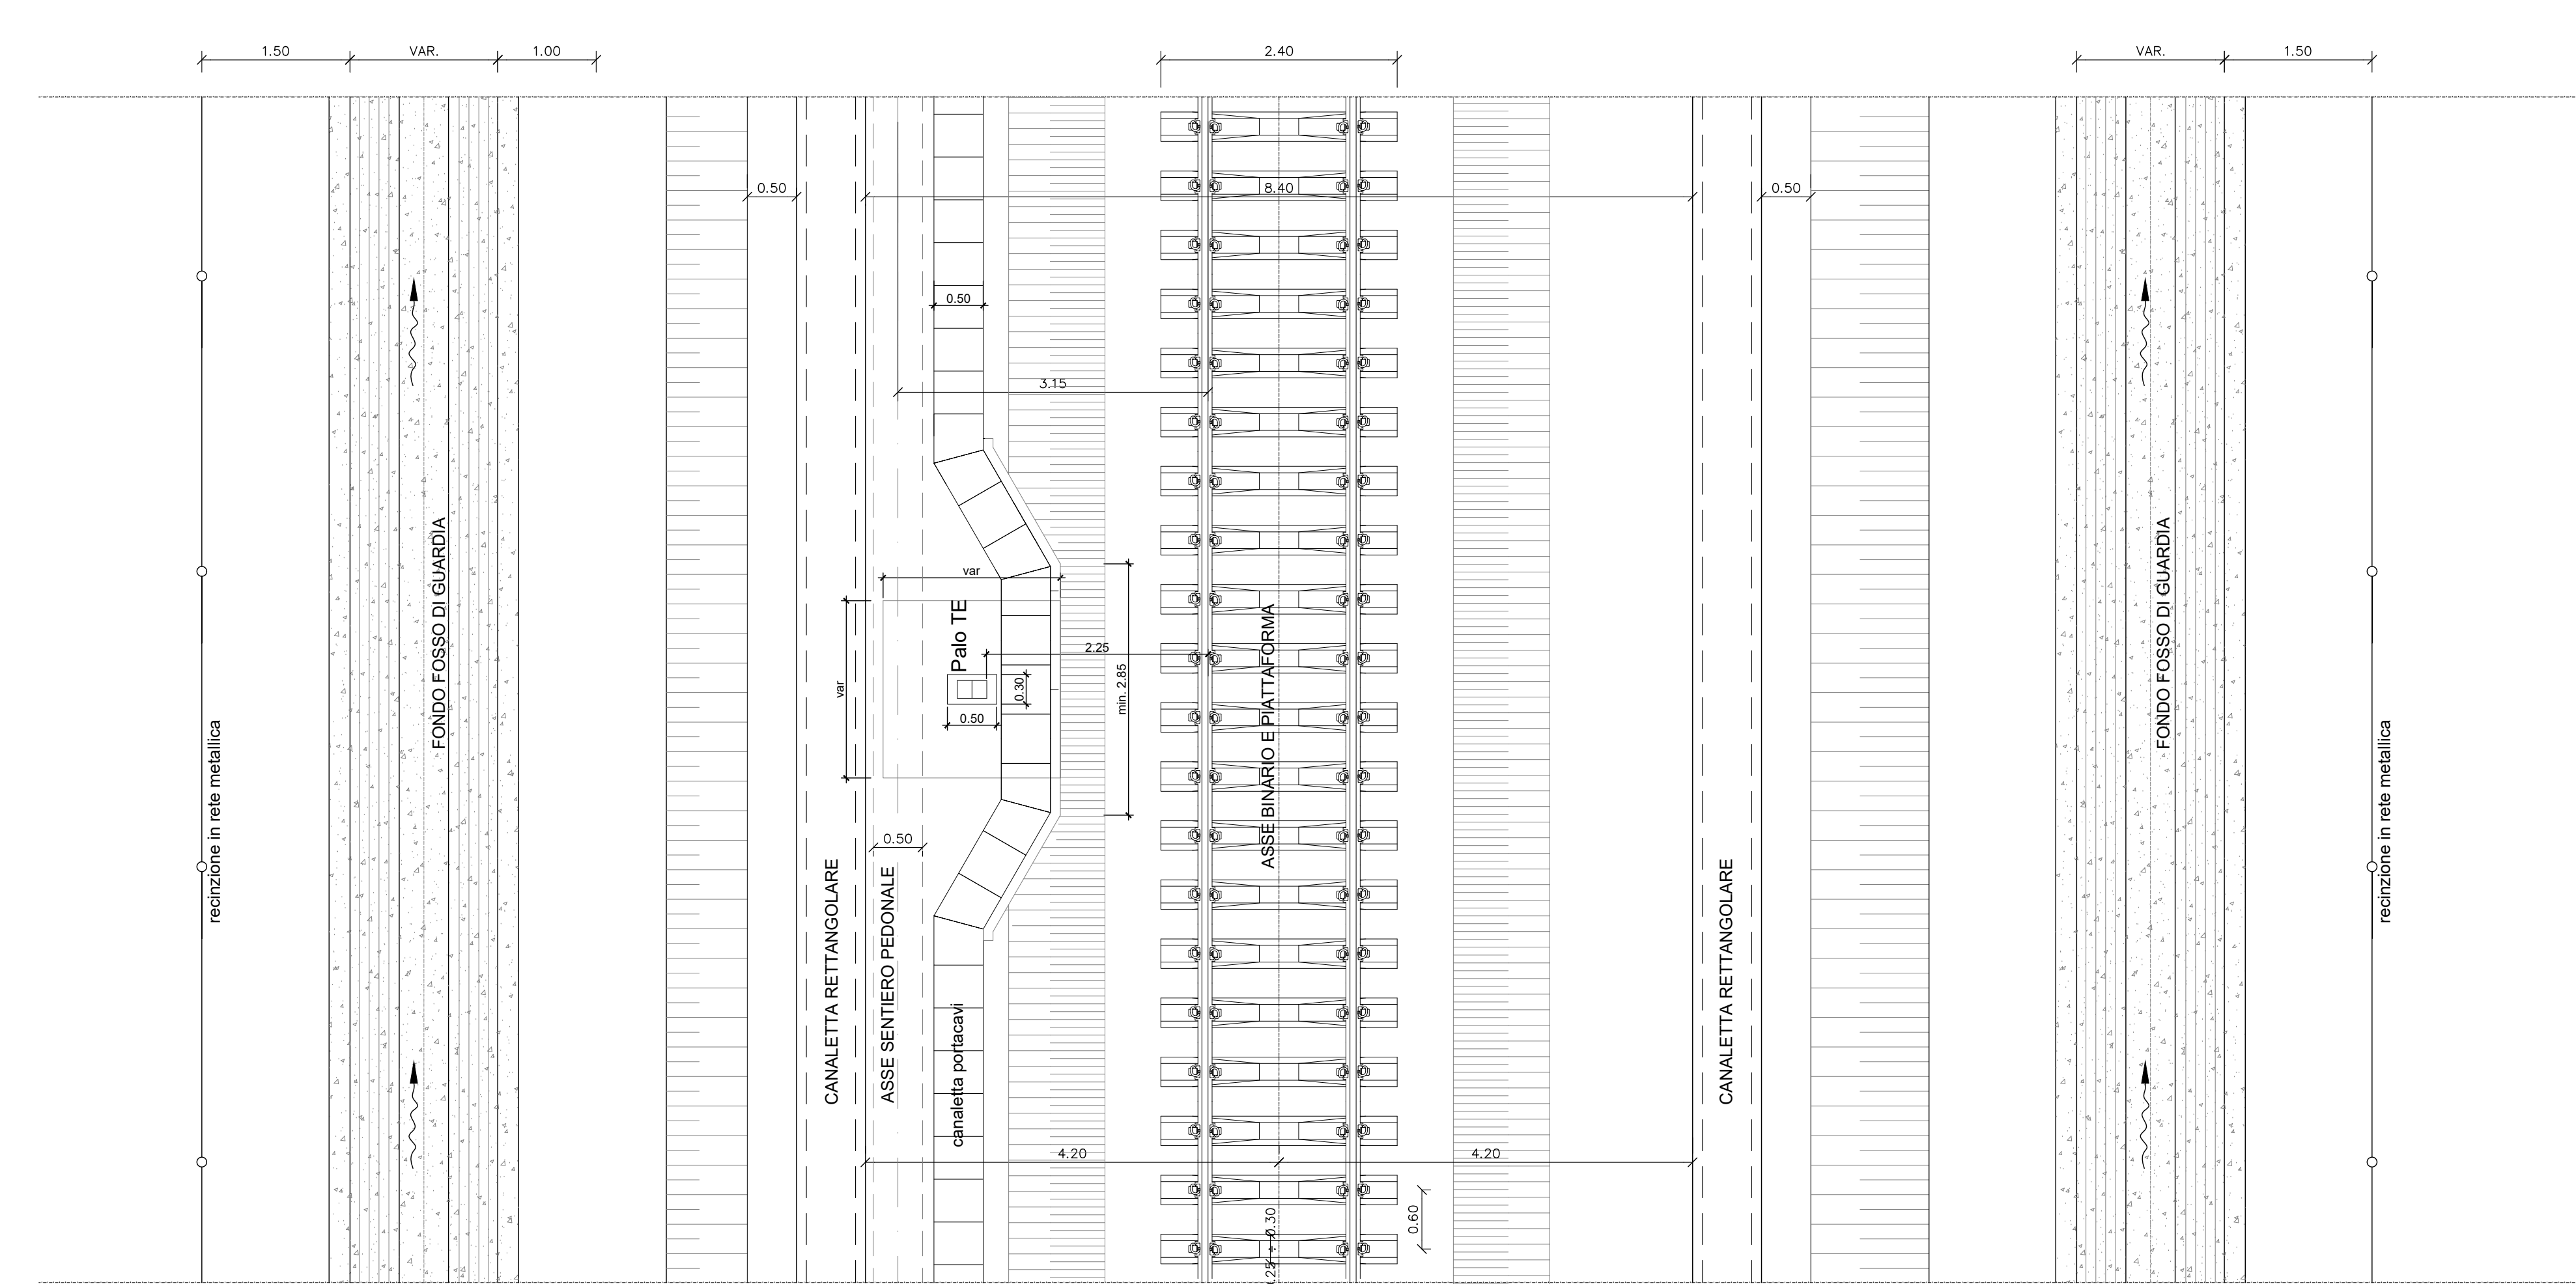 1.50
VAR.
1.00
2.40
VAR.
1.50
0.50
8.40
0.50
0.50
3.15
var
Palo TE
2.25
var
0.30
min. 2.85
0.50
FONDO FOSSO DI GUARDIA
ASSE BINARIO E PIATTAFORMA
FONDO FOSSO DI GUARDIA
recinzione in rete metallica
recinzione in rete metallica
0.50
CANALETTA RETTANGOLARE
ASSE SENTIERO PEDONALE
canaletta portacavi
CANALETTA RETTANGOLARE
4.20
4.20
0.60
.25 ÷ 0.30